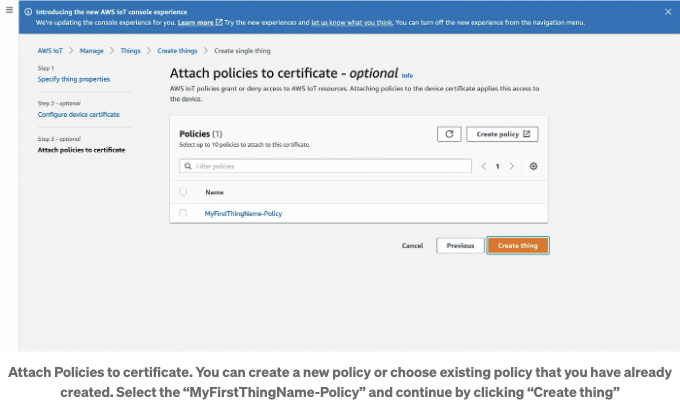 Introducing the new AWS IoT console experience
We're updating the console experience for you. Learn more Try the new experiences and let us know what you think. You can turn off the new experience from the navigation menu.
AWS IoT > Manage > Things > Create things > Create single thing
Step 1
Specify thing properties
Step 2 - optional
Configure device certificate
Step 3 - optional
Attach policies to certificate
Attach policies to certificate - optional Info
AWS IoT policies grant or deny access to AWS IoT resources. Attaching policies to the device certificate applies this access to
the device.
Policies (1)
Select up to 10 policies to attach to this certificate.
Create policy
Filter policies
1
Name
MyFirstThingName-Policy
Cancel Previous Create thing
Attach Policies to certificate. You can create a new policy or choose existing policy that you have already
created. Select the “MyFirstThingName-Policy” and continue by clicking “Create thing”